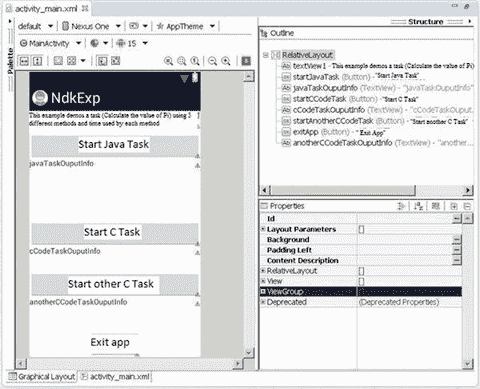 activity_main.xml
default
Nexus One
AppTheme
MainActivity
15
Palette
NdkExp
This example demos a task (Calculate the value of Pi) using 3
different methods and time used by each method
Start Java Task
javaTaskOuputInfo
Start C Task
cCodeTaskOuputInfo
Start other C Task
anotherCCodeTaskOuputInfo
Exit app
Graphical Layout
activity_main.xml
Structure
Outline
RelativeLayout
textView1 - This example demos a task (Calculate the value of Pi
startJavaTask (Button) - "Start Java Task"
javaTaskOuputInfo (TextView) - "javaTaskOuputInfo"
startCCodeTask (Button) - "Start C Task"
cCodeTaskOuputInfo (TextView) - "cCodeTaskOuput
startAnotherCCodeTask (Button) - "Start another C Task"
exitApp (Button) - "Exit App"
anotherCCodeTaskOuputInfo (TextView) - "another...
Properties
Id
Layout Parameters []
Background
Padding Left
Content Description
RelativeLayout []
View []
ViewGroup []
Deprecated (Deprecated Properties)